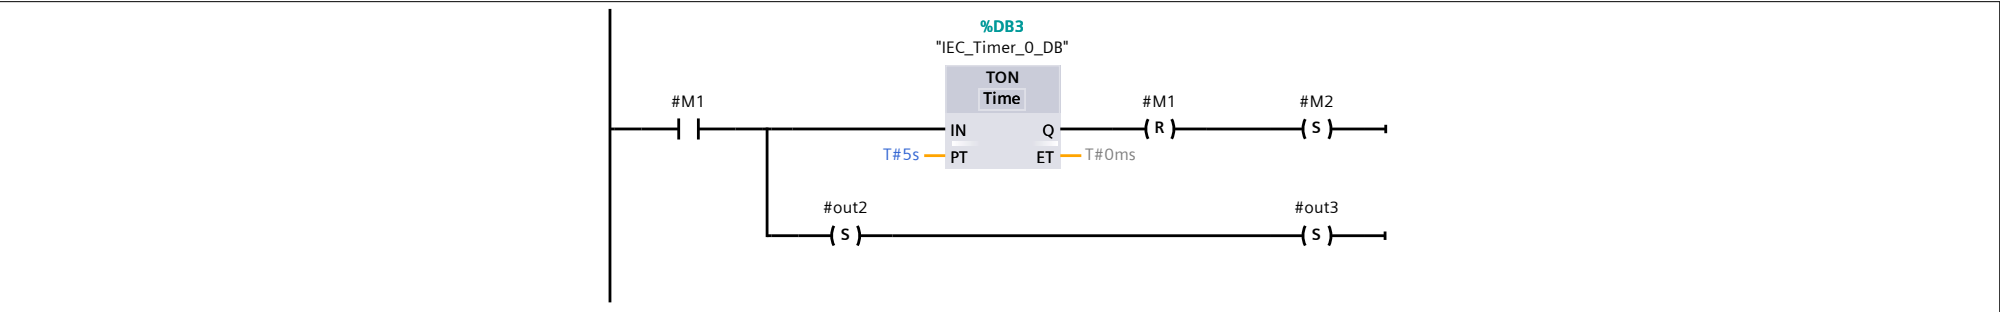 %DB3
"IEC_Timer_0_DB"
TON
Time
#M1
#M1
#M2
IN
Q
R
S
T#5s
PT
ET
T#0ms
#out2
#out3
S
S